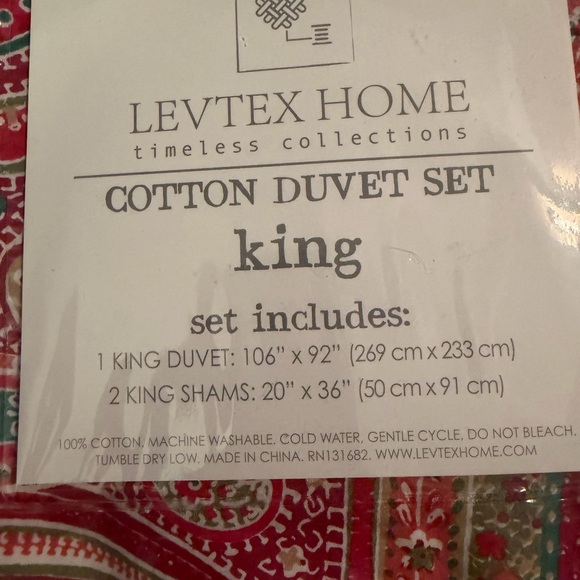 LEVTEX HOME
timeless collections
COTTON DUVET SET
king
set includes:
1 KING DUVET: 106" x 92" (269 cm x 233 cm)
2 KING SHAMS: 20" x 36" (50 cm x 91 cm)
100% COTTON. MACHINE WASHABLE. COLD WATER, GENTLE CYCLE, DO NOT BLEACH.
TUMBLE DRY LOW. MADE IN CHINA. RN131682. WWW.LEVTEXHOME.COM